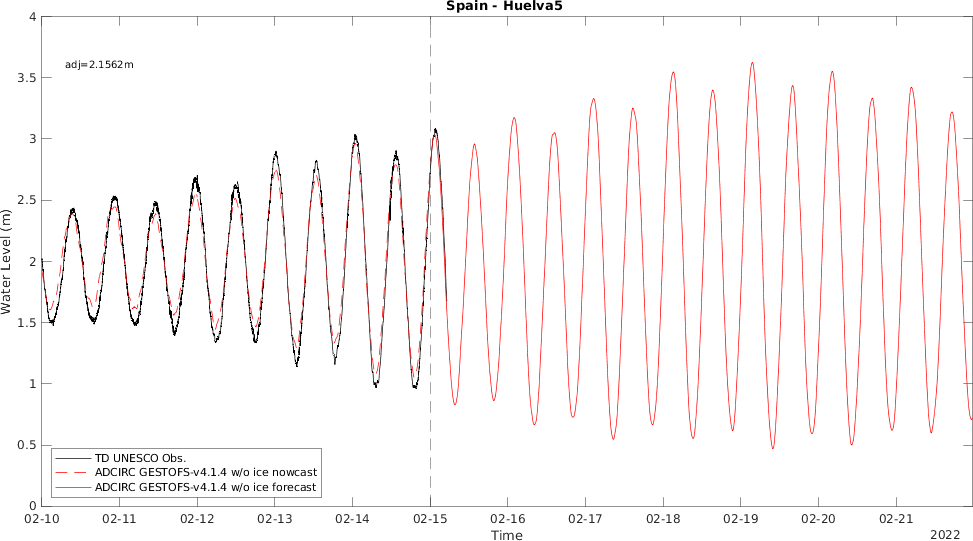 Spain - Huelva5
4
3.5
3
2.5
2
1.5
1
0.5
0
Water Level (m)
adj=2.1562m
TD UNESCO Obs.
ADCIRC GESTOFS-v4.1.4 w/o ice nowcast
ADCIRC GESTOFS-v4.1.4 w/o ice forecast
02-10 02-11 02-12 02-13 02-14 02-15 02-16 02-17 02-18 02-19 02-20 02-21
Time
2022